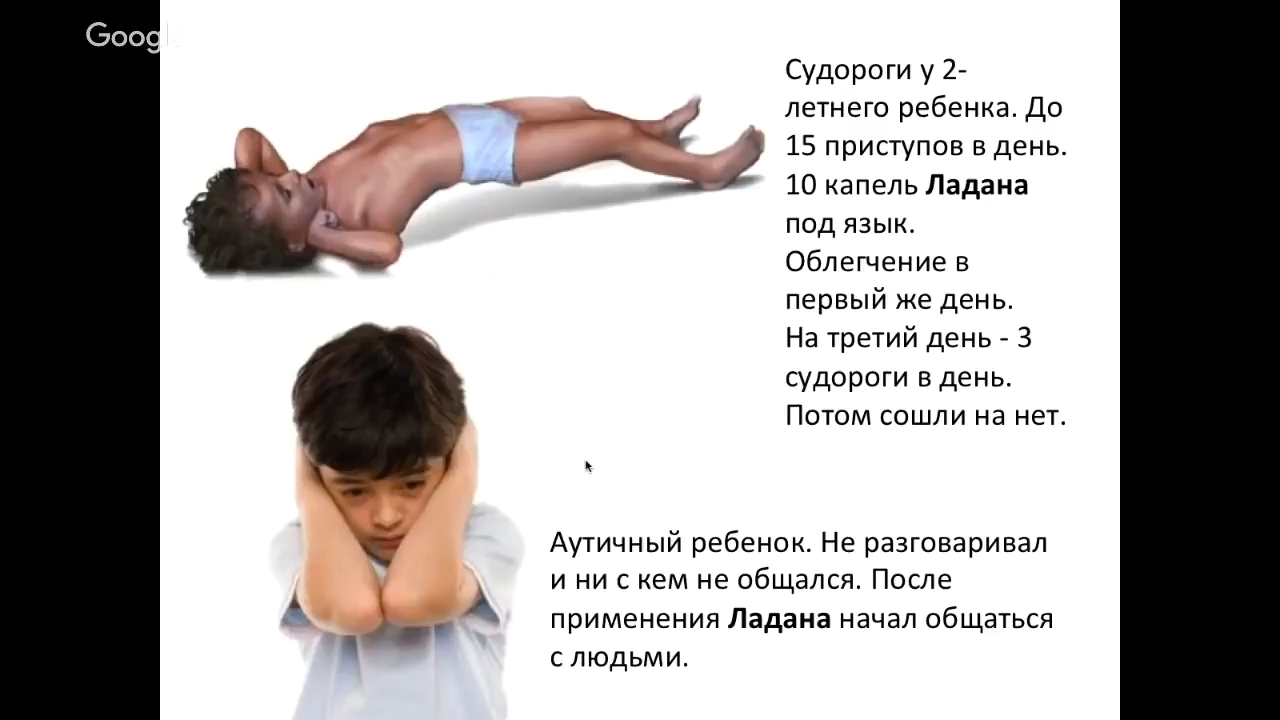 Google
Судороги у 2-
летнего ребенка. До
15 приступов в день.
10 капель Ладана
под язык.
Облегчение в
первый же день.
На третий день - 3
судороги в день.
Потом сошли на нет.
Аутичный ребенок. Не разговаривал
и ни с кем не общался. После
применения Ладана начал общаться
с людьми.